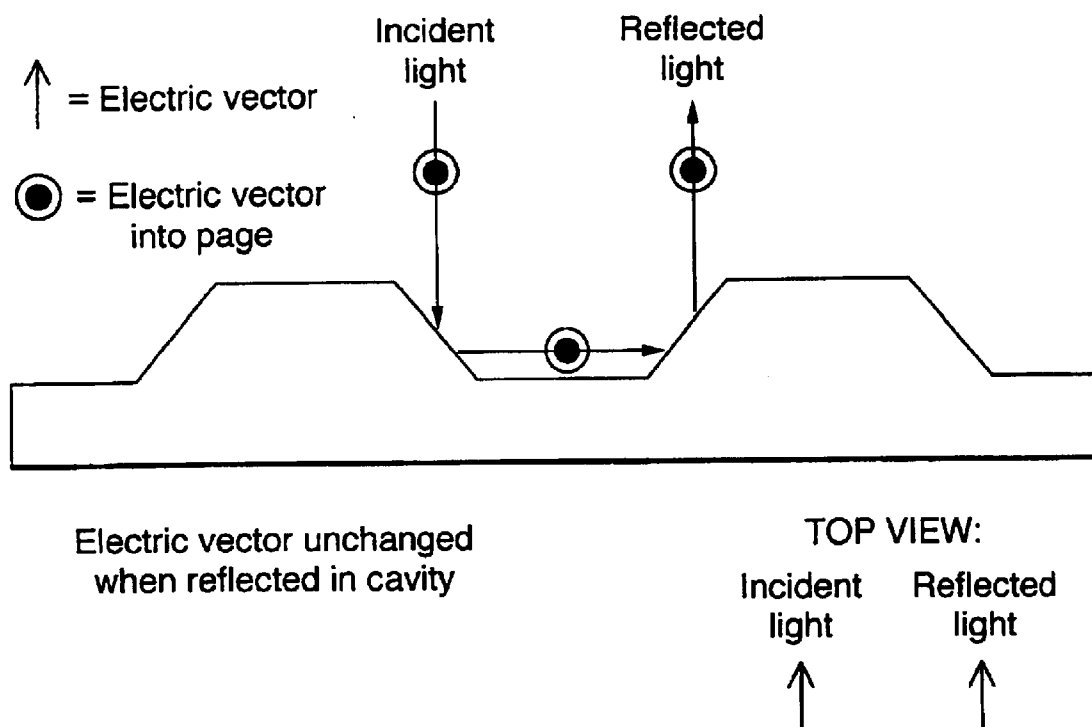 Incident
light
Reflected
light
= Electric vector
= Electric vector
into page
Electric vector unchanged
when reflected in cavity
TOP VIEW:
Incident
light
Reflected
light